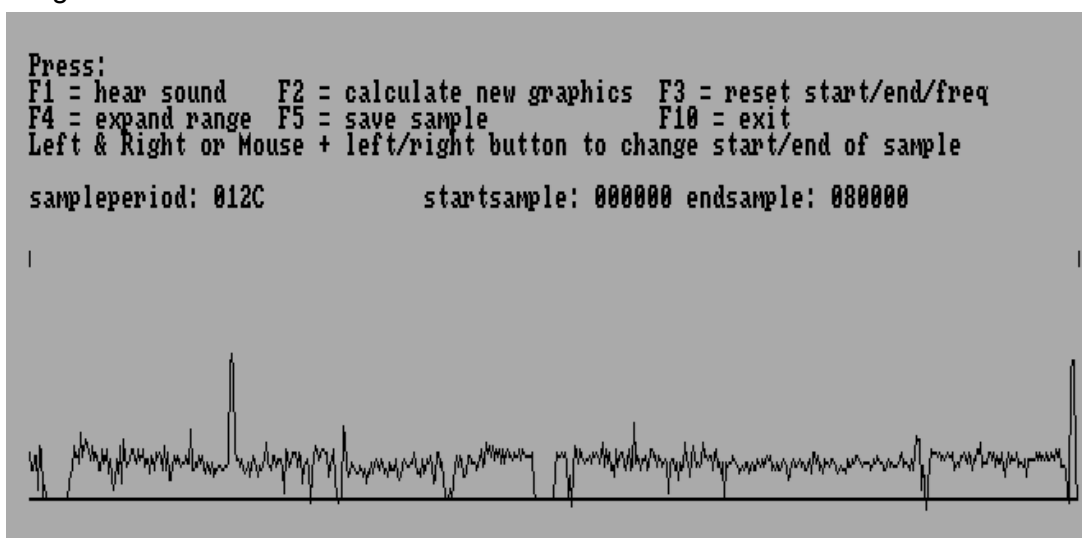 Press:
F1 = hear sound F2 = calculate new graphics F3 = reset start/end/freq
F4 = expand range F5 = save sample F10 = exit
Left & Right or Mouse + left/right button to change start/end of sample
sampleperiod: 012C startsample: 000000 endsample: 080000